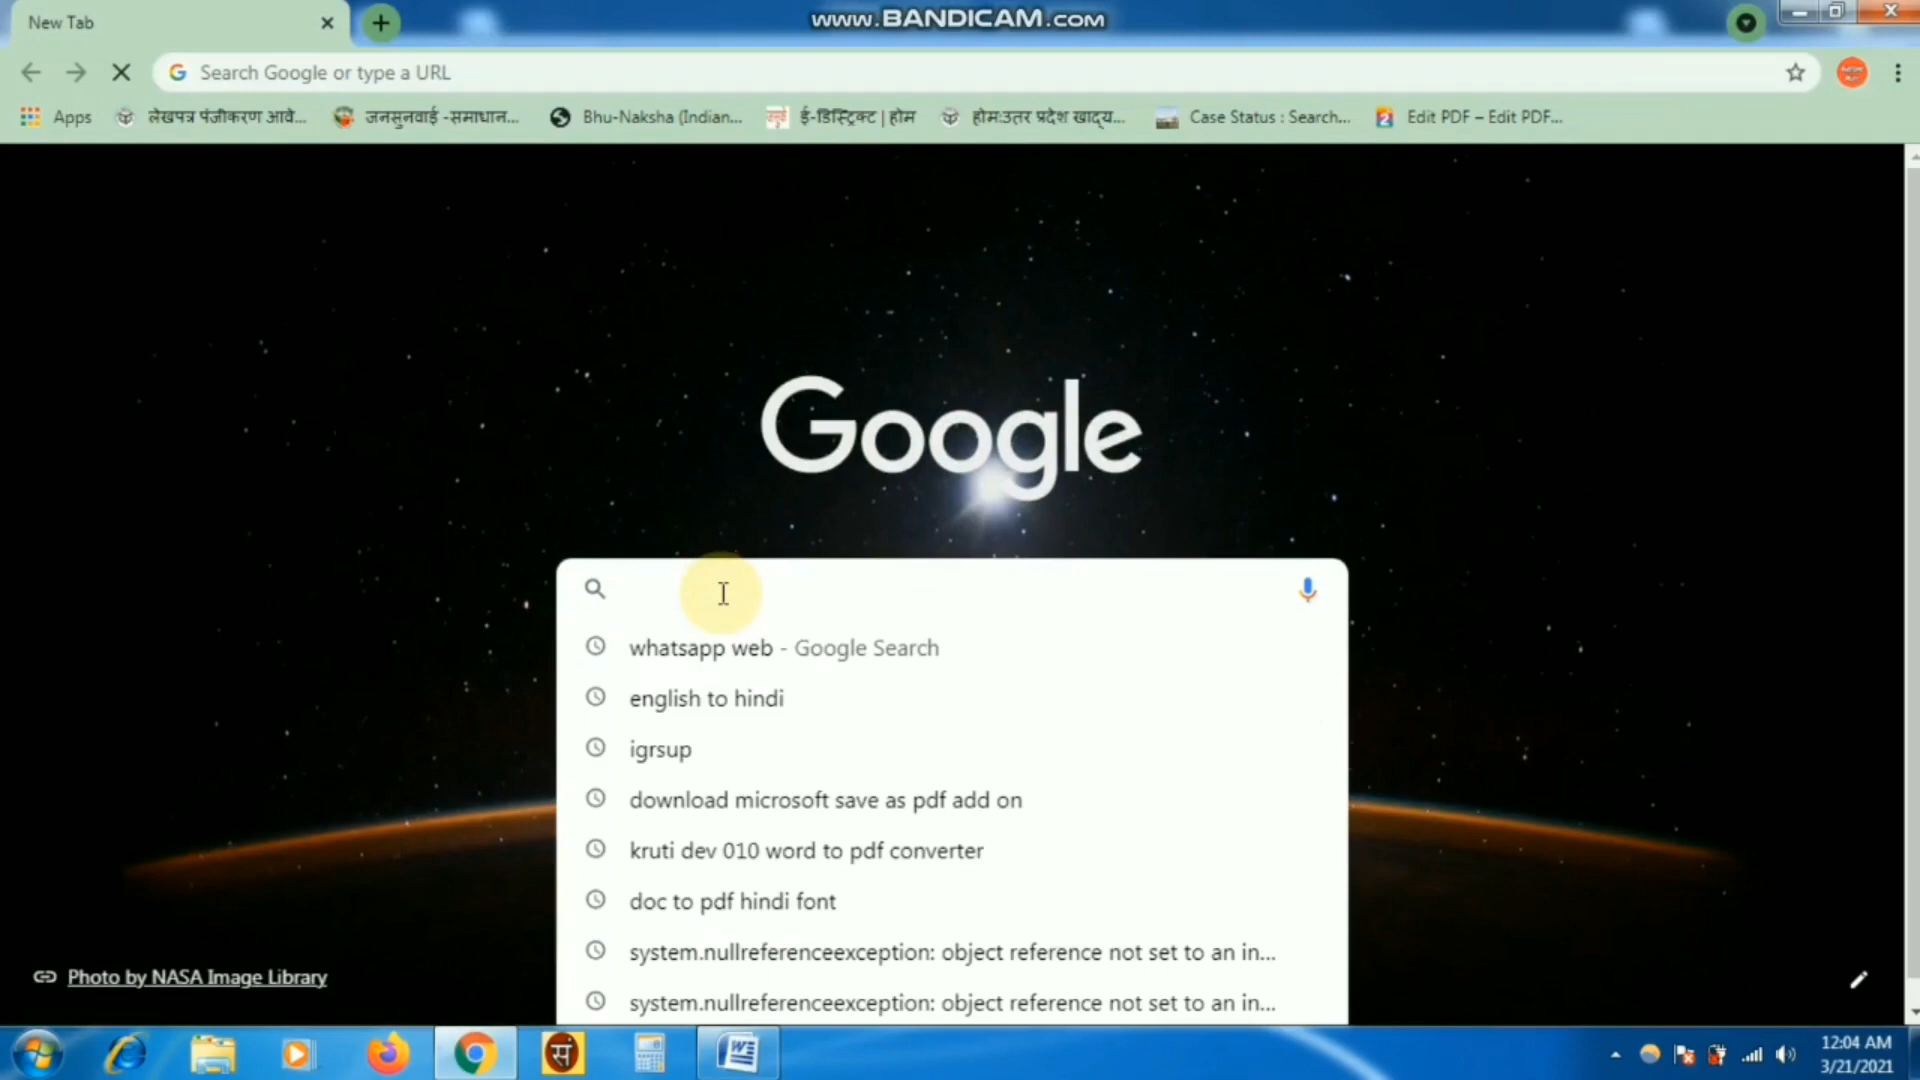 New Tab
www.BANDICAM.com
Search Google or type a URL
Apps
लेखपत्र पंजीकरण आवे...
जनसुनवाई -समाधान...
Bhu-Naksha (Indian...
ई-डिस्ट्रिक्ट | होम
होम:उतर प्रदेश खाद्य...
Case Status : Search...
Edit PDF – Edit PDF...
Google
whatsapp web - Google Search
english to hindi
igrsup
download microsoft save as pdf add on
kruti dev 010 word to pdf converter
doc to pdf hindi font
system.nullreferenceexception: object reference not set to an in...
system.nullreferenceexception: object reference not set to an in...
Photo by NASA Image Library
सं
12:04 AM
3/21/2021